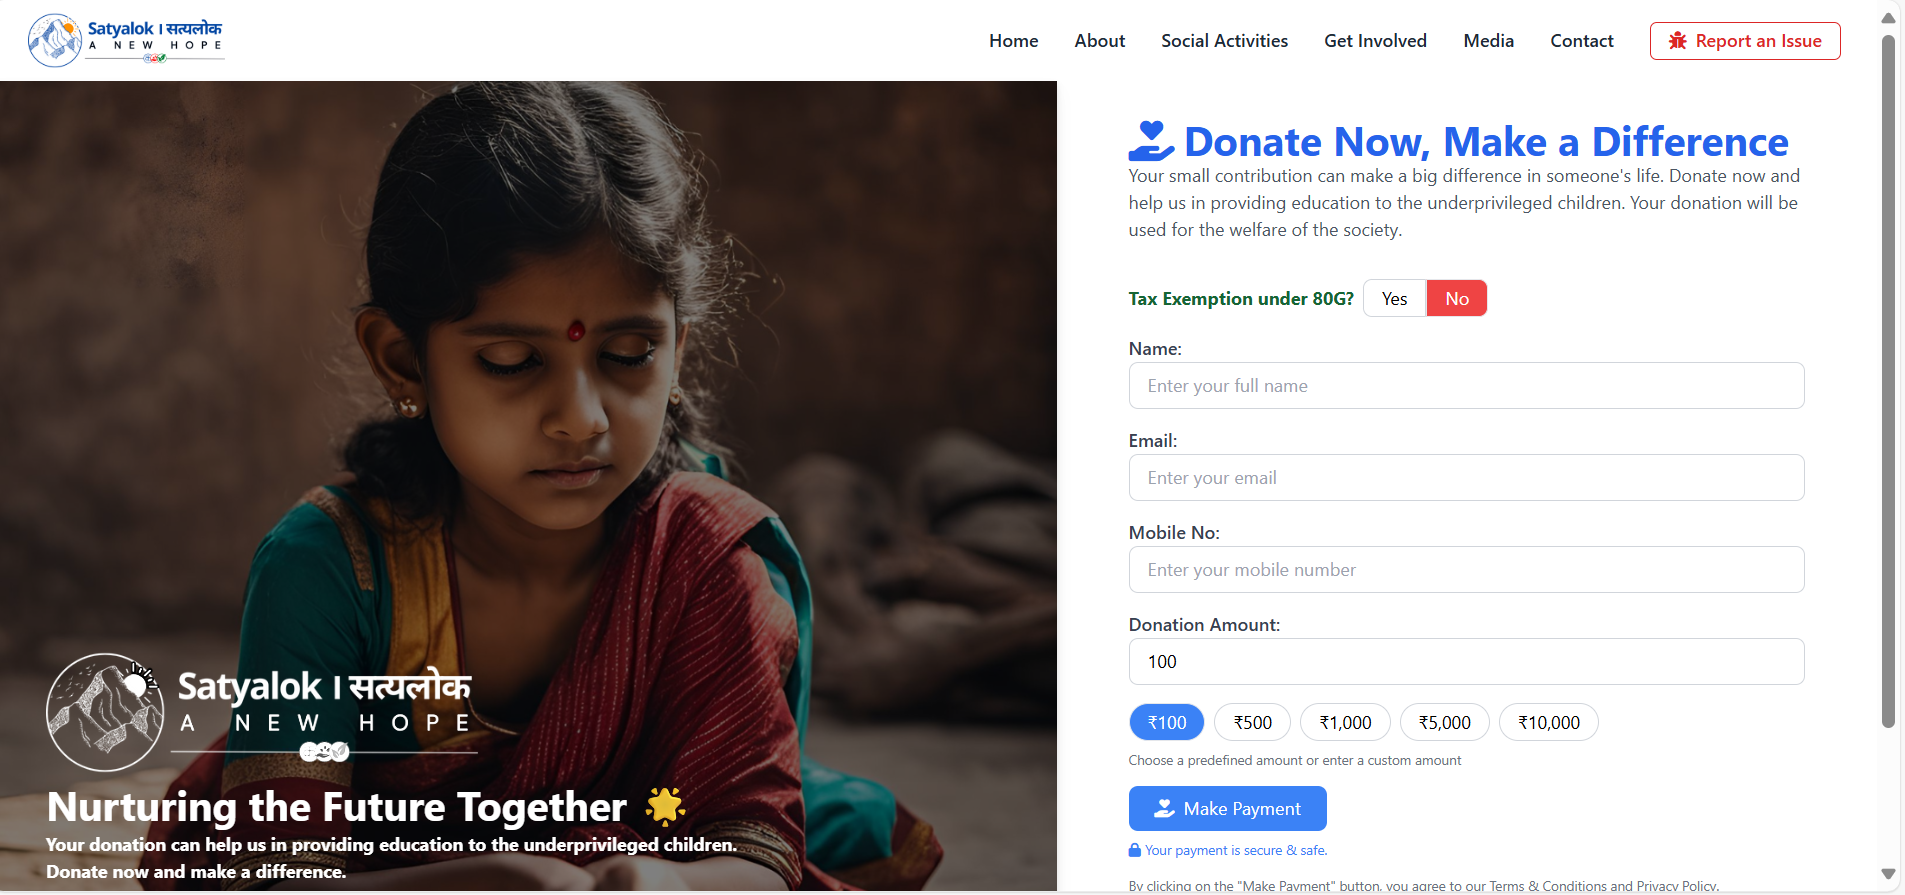 Satyalok । सत्यलोक
A NEW HOPE
Home
About
Social Activities
Get Involved
Media
Contact
Report an Issue
Donate Now, Make a Difference
Your small contribution can make a big difference in someone's life. Donate now and
help us in providing education to the underprivileged children. Your donation will be
used for the welfare of the society.
Tax Exemption under 80G?
Yes
No
Name:
Enter your full name
Email:
Enter your email
Mobile No:
Enter your mobile number
Donation Amount:
100
₹100
₹500
₹1,000
₹5,000
₹10,000
Choose a predefined amount or enter a custom amount
Make Payment
Your payment is secure & safe.
By clicking on the "Make Payment" button, you agree to our Terms & Conditions and Privacy Policy.
Satyalok । सत्यलोक
A NEW HOPE
Nurturing the Future Together
Your donation can help us in providing education to the underprivileged children.
Donate now and make a difference.